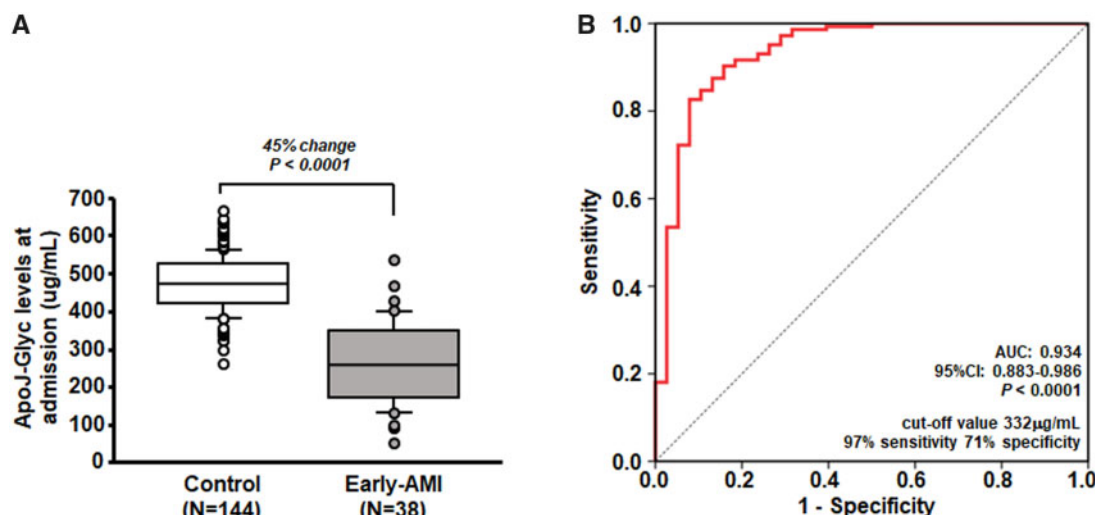 A
45% change
P < 0.0001
ApoJ-Glyc levels at
admission (ug/mL)
700
600
500
400
300
200
100
0
Control
(N=144)
Early-AMI
(N=38)
B
Sensitivity
1.0
0.8
0.6
0.4
0.2
0.0
AUC: 0.934
95%CI: 0.883-0.986
P < 0.0001
cut-off value 332µg/mL
97% sensitivity 71% specificity
0.0 0.2 0.4 0.6 0.8 1.0
1 - Specificity